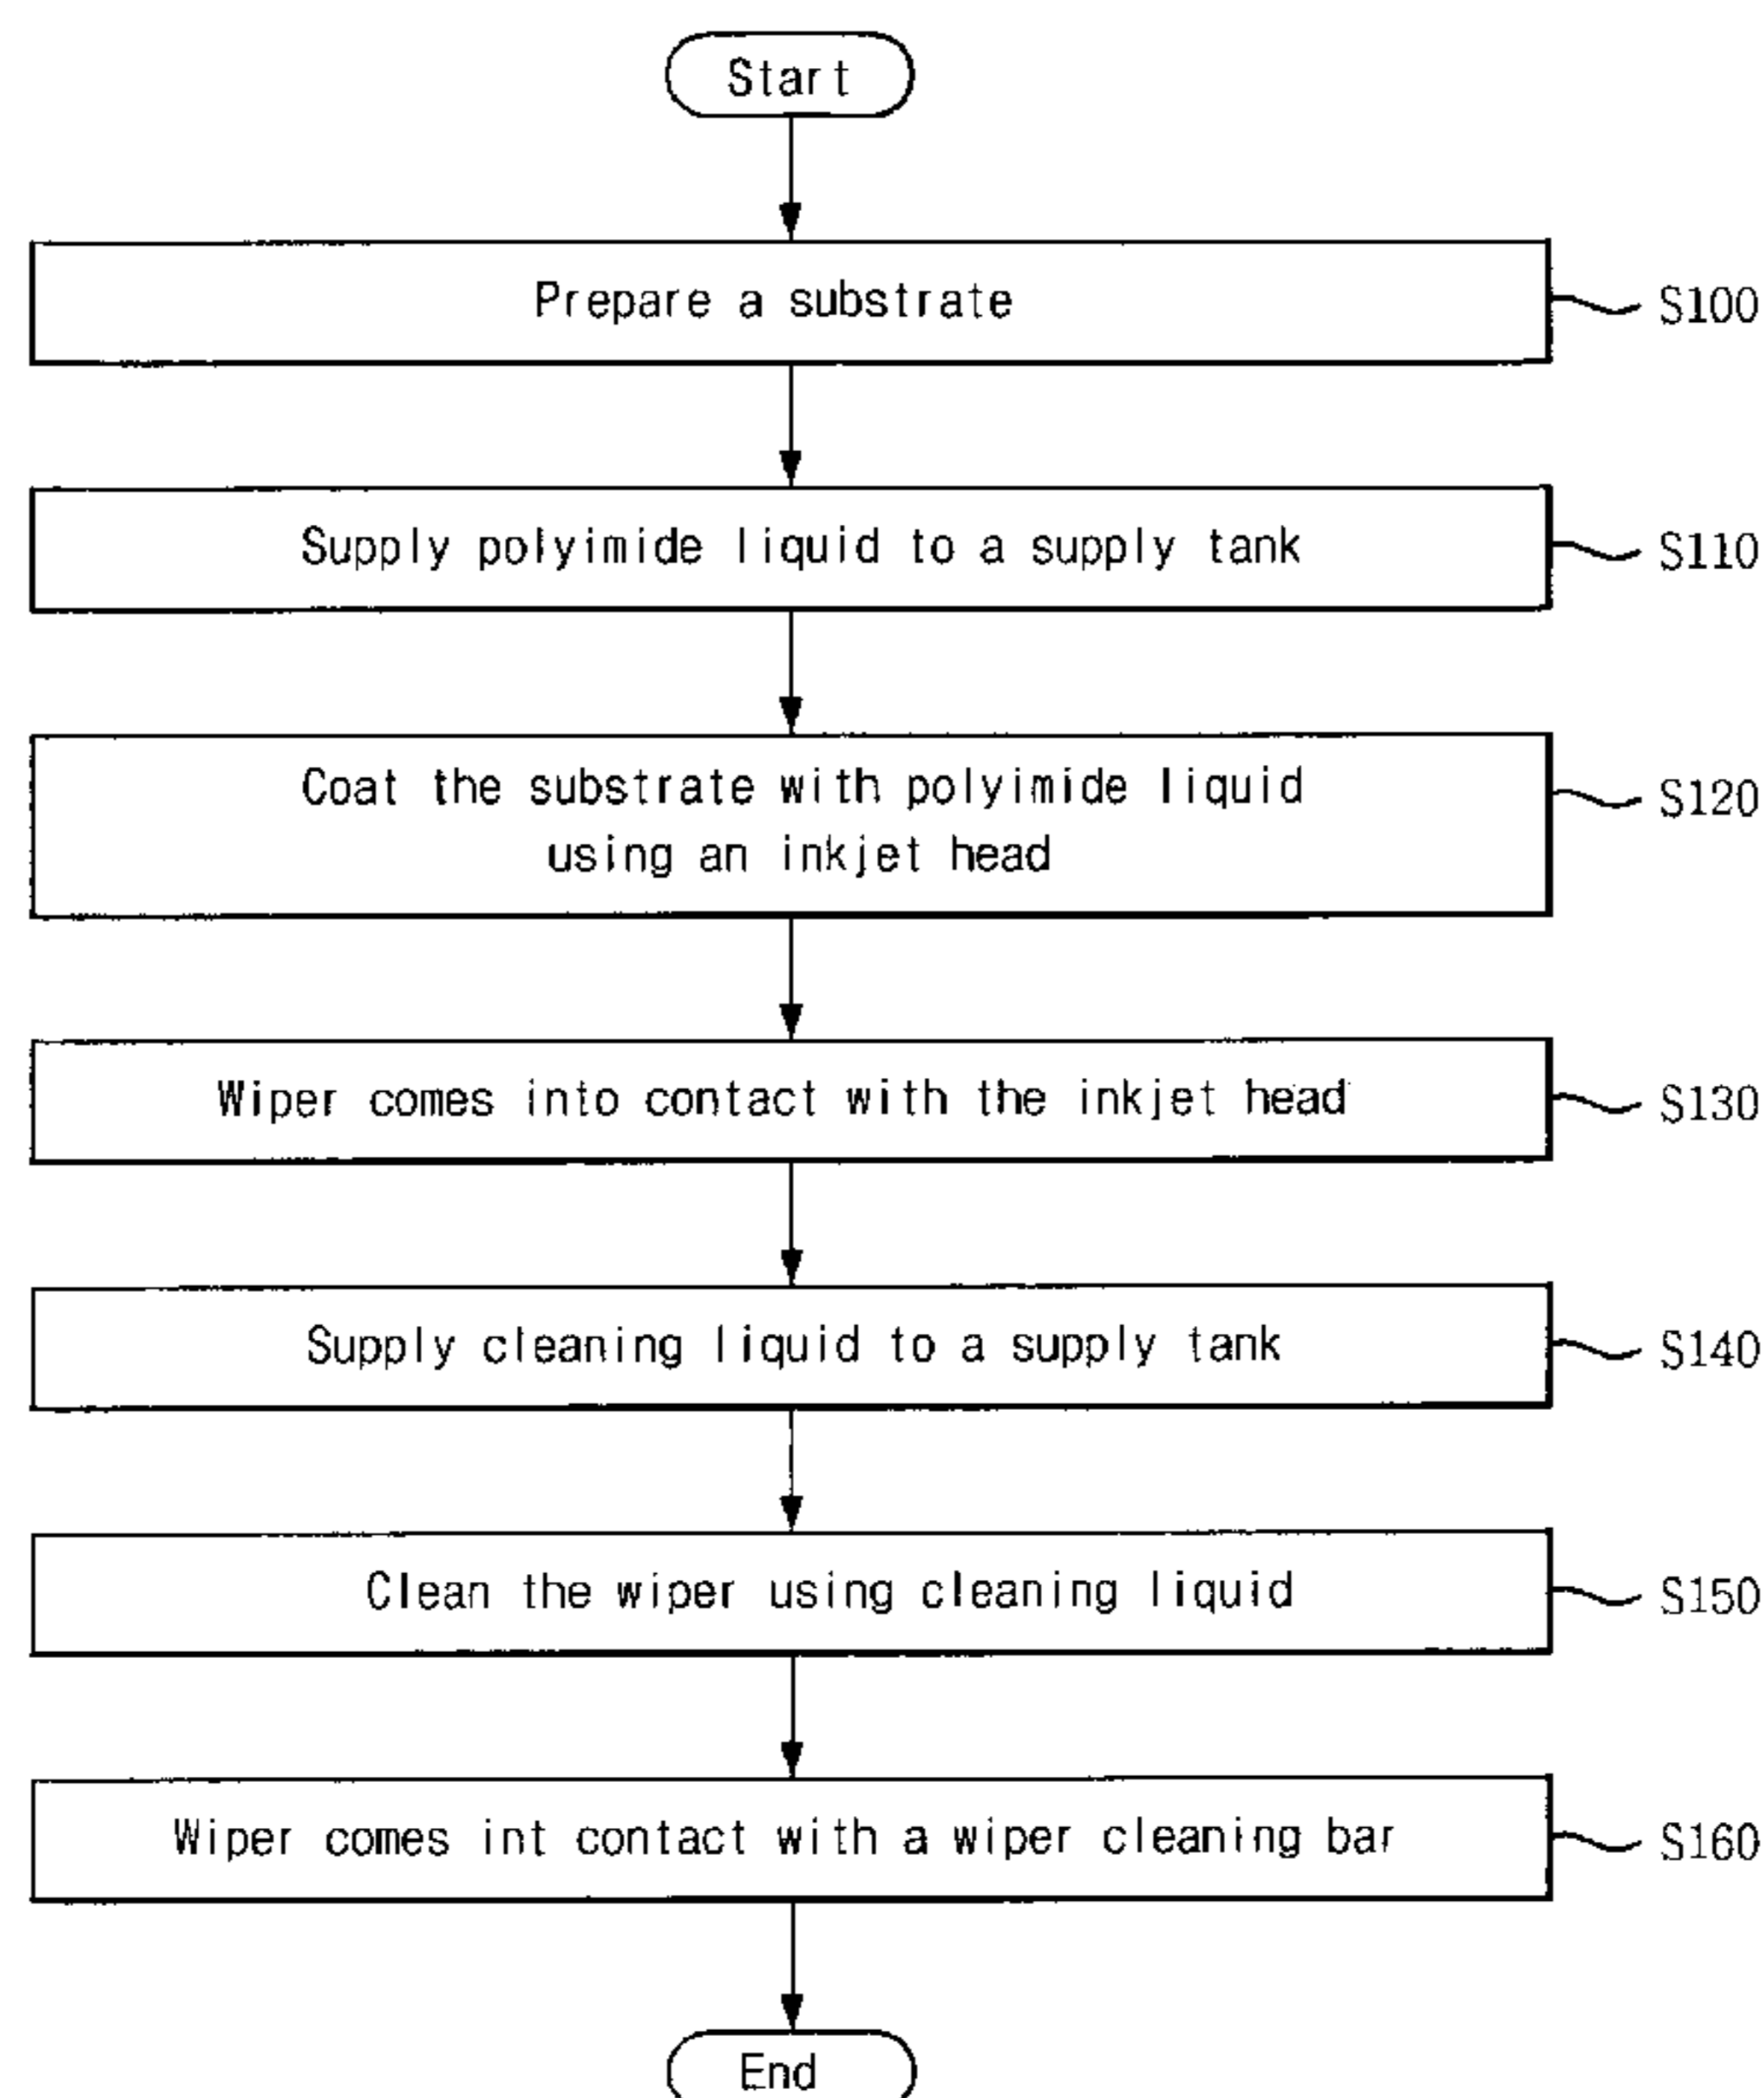 Start
Prepare a substrate
S100
Supply polyimide liquid to a supply tank
S110
Coat the substrate with polyimide liquid
using an inkjet head
S120
Wiper comes into contact with the inkjet head
S130
Supply cleaning liquid to a supply tank
S140
Clean the wiper using cleaning liquid
S150
Wiper comes int contact with a wiper cleaning bar
S160
End